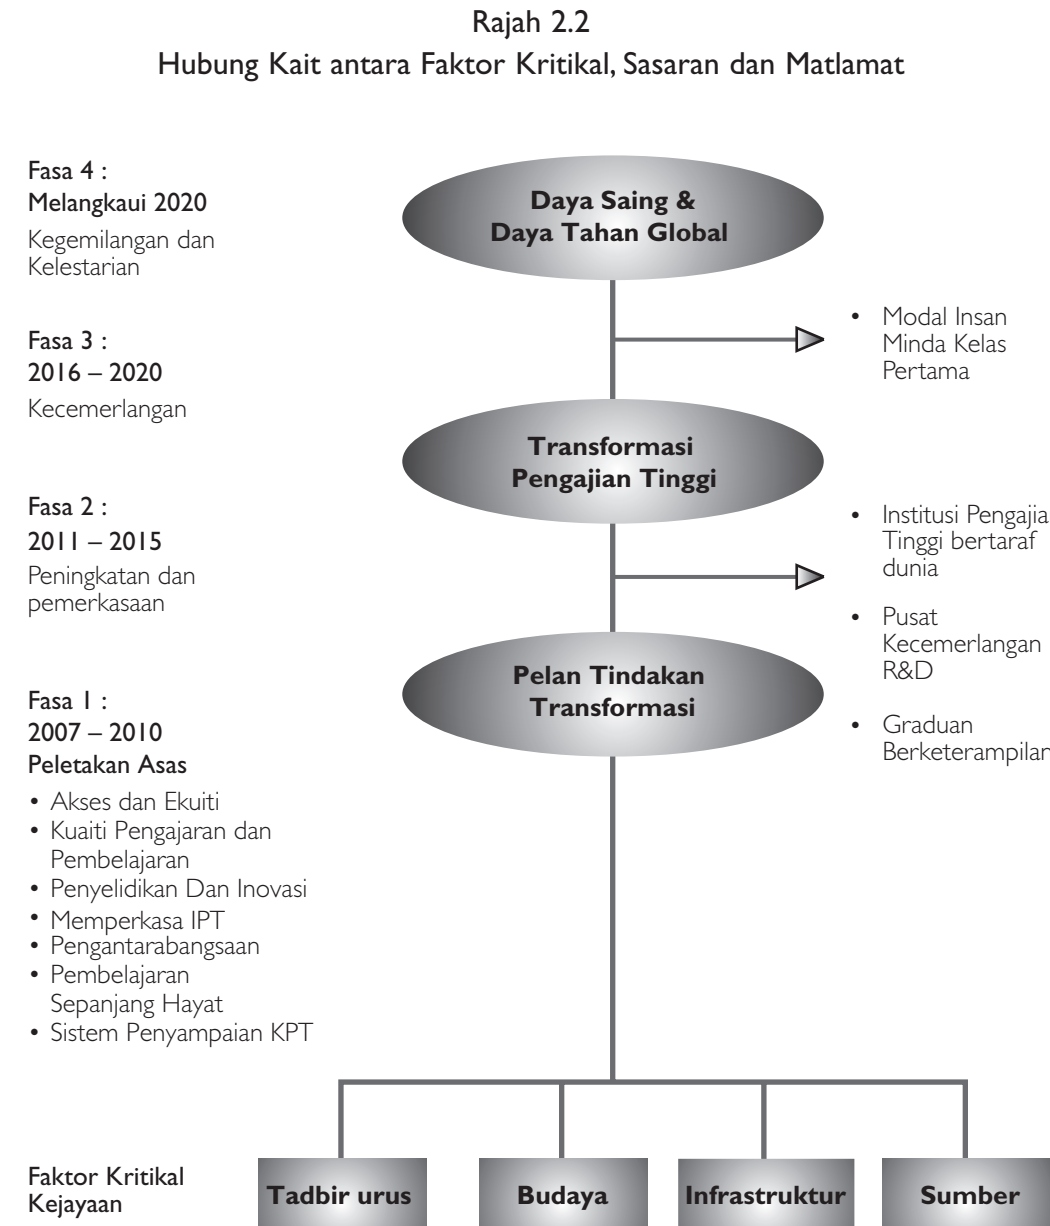 Rajah 2.2
Hubung Kait antara Faktor Kritikal, Sasaran dan Matlamat
Fasa 4 :
Melangkaui 2020
Kegemilangan dan
Kelestarian
Daya Saing &
Daya Tahan Global
• Modal Insan
Minda Kelas
Pertama
Fasa 3 :
2016 – 2020
Kecemerlangan
Transformasi
Pengajian Tinggi
Fasa 2 :
2011 – 2015
Peningkatan dan
pemerkasaan
• Institusi Pengajia
Tinggi bertaraf
dunia
• Pusat
Kecemerlangan
R&D
• Graduan
Berketerampilan
Pelan Tindakan
Transformasi
Fasa 1 :
2007 – 2010
Peletakan Asas
• Akses dan Ekuiti
• Kuaiti Pengajaran dan
Pembelajaran
• Penyelidikan Dan Inovasi
• Memperkasa IPT
• Pengantarabangsaan
• Pembelajaran
Sepanjang Hayat
• Sistem Penyampaian KPT
Faktor Kritikal
Kejayaan
Tadbir urus
Budaya
Infrastruktur
Sumber